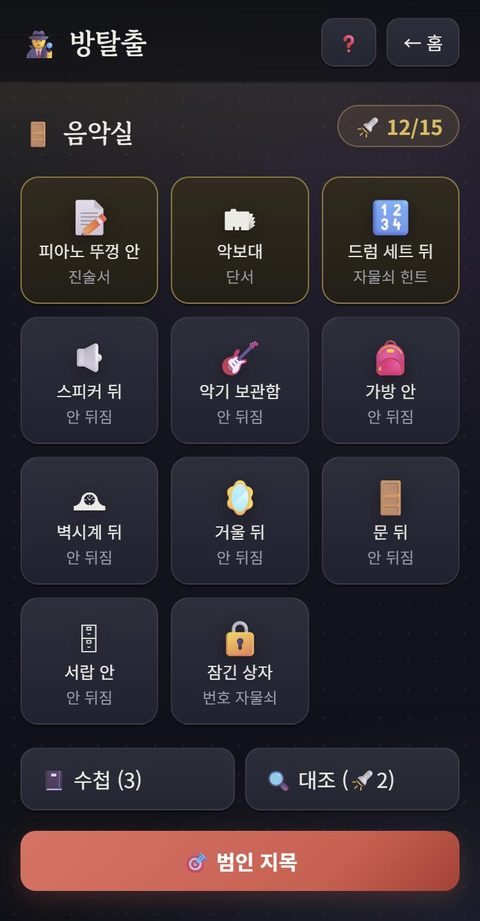 방탈출
?
← 홈
음악실
12/15
피아노 뚜껑 안
진술서
악보대
단서
드럼 세트 뒤
자물쇠 힌트
스피커 뒤
안 뒤짐
악기 보관함
안 뒤짐
가방 안
안 뒤짐
벽시계 뒤
안 뒤짐
거울 뒤
안 뒤짐
문 뒤
안 뒤짐
서랍 안
안 뒤짐
잠긴 상자
번호 자물쇠
수첩 (3)
대조 (🔦2)
범인 지목